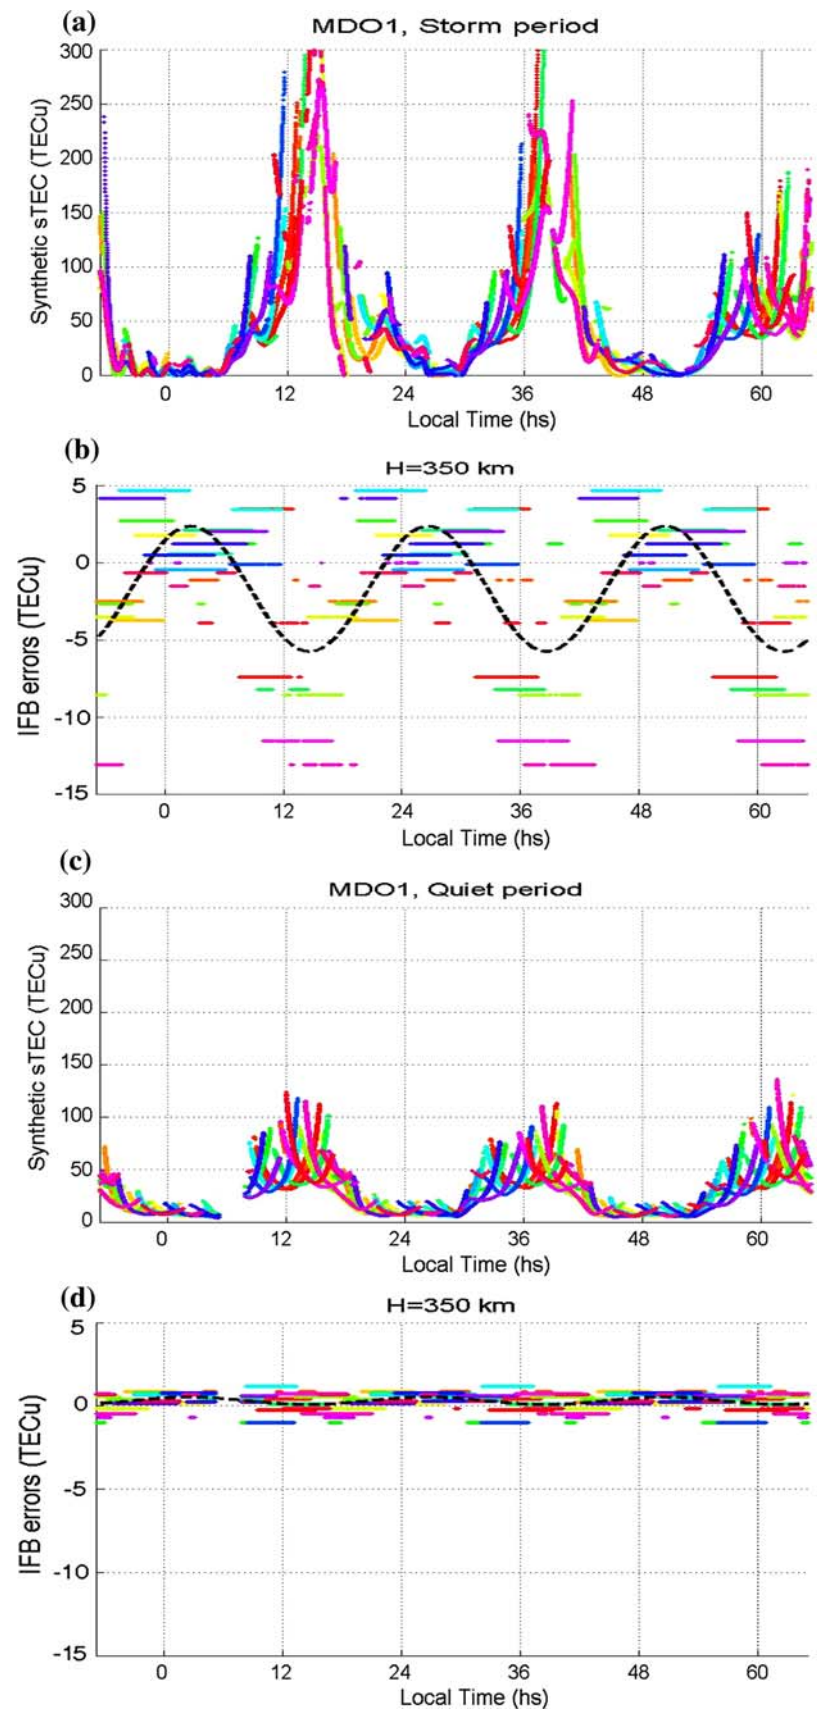 (a)
MDO1, Storm period
300
250
200
150
100
50
0
Synthetic sTEC (TECu)
0 12 24 36 48 60
Local Time (hs)
(b)
H=350 km
5
0
-5
-10
-15
IFB errors (TECu)
0 12 24 36 48 60
Local Time (hs)
(c)
MDO1, Quiet period
300
250
200
150
100
50
0
Synthetic sTEC (TECu)
0 12 24 36 48 60
Local Time (hs)
(d)
H=350 km
5
0
-5
-10
-15
IFB errors (TECu)
0 12 24 36 48 60
Local Time (hs)